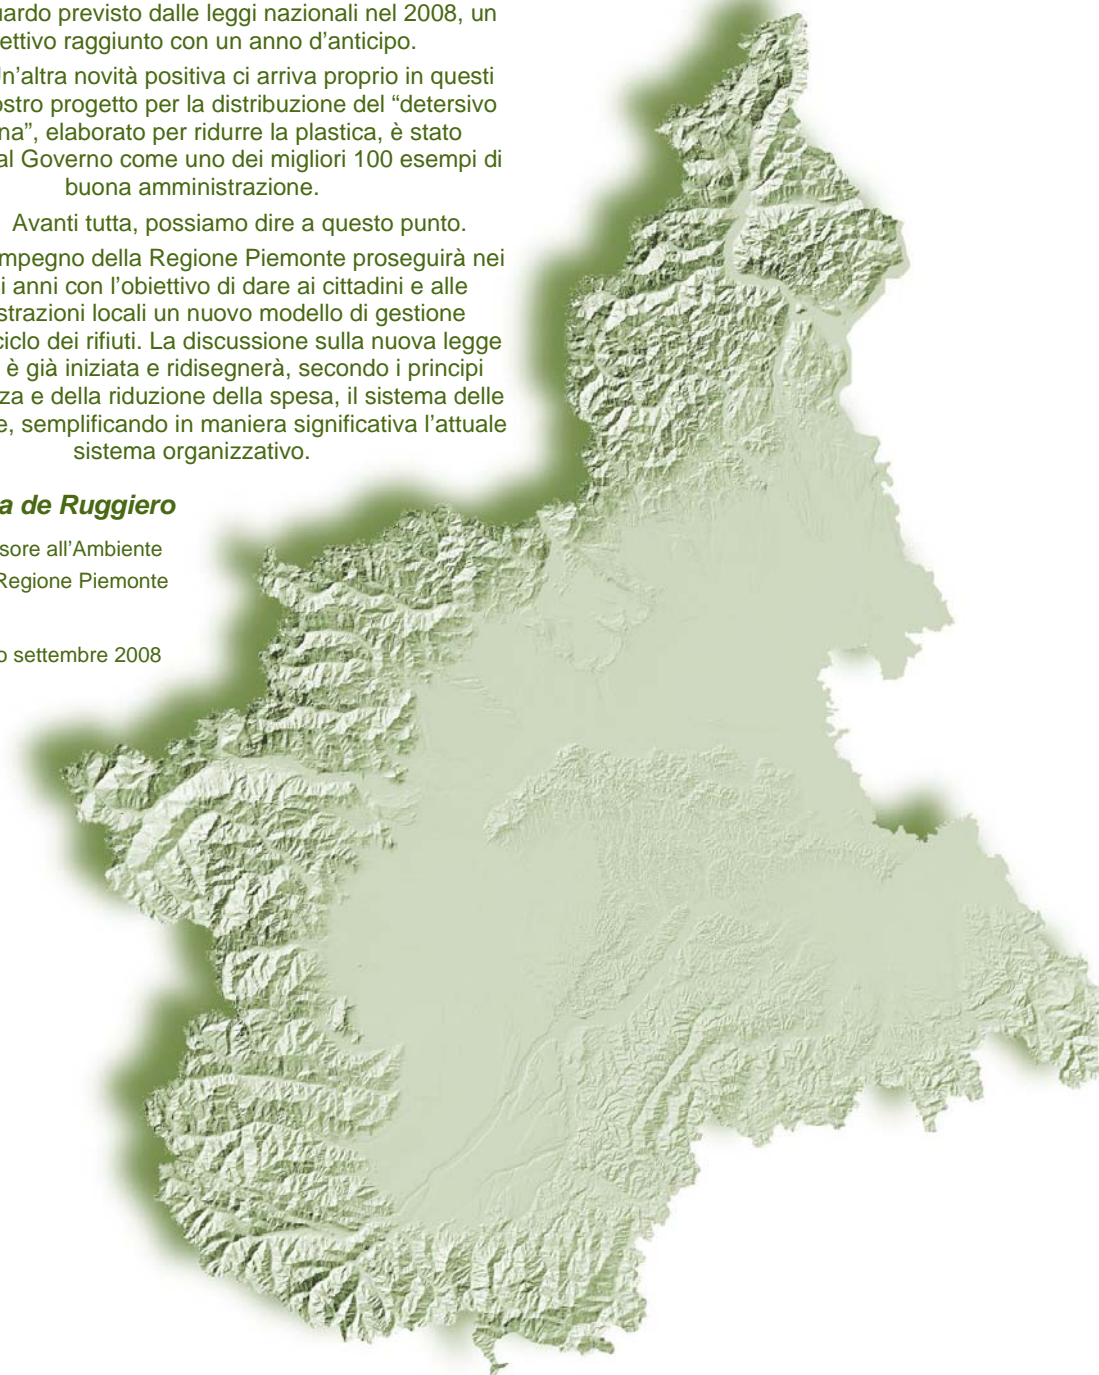 uardo previsto dalle leggi nazionali nel 2008, un
ettivo raggiunto con un anno d’anticipo.
n’altra novità positiva ci arriva proprio in questi
ostro progetto per la distribuzione del “detersivo
na”, elaborato per ridurre la plastica, è stato
al Governo come uno dei migliori 100 esempi di
buona amministrazione.
Avanti tutta, possiamo dire a questo punto.
mpegno della Regione Piemonte proseguirà nei
i anni con l’obiettivo di dare ai cittadini e alle
strazioni locali un nuovo modello di gestione
ciclo dei rifiuti. La discussione sulla nuova legge
è già iniziata e ridisegnerà, secondo i principi
za e della riduzione della spesa, il sistema delle
e, semplificando in maniera significativa l’attuale
sistema organizzativo.
a de Ruggiero
sore all’Ambiente
Regione Piemonte
o settembre 2008